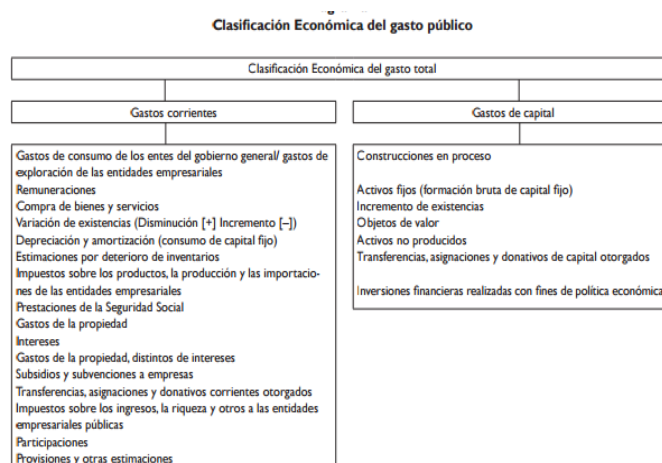 Clasificación Económica del gasto público
Clasificación Económica del gasto total
Gastos corrientes
Gastos de consumo de los entes del gobierno general/ gastos de
exploración de las entidades empresariales
Remuneraciones
Compra de bienes y servicios
Variación de existencias (Disminución [+] Incremento [–])
Depreciación y amortización (consumo de capital fijo)
Estimaciones por deterioro de inventarios
Impuestos sobre los productos, la producción y las importacio-
nes de las entidades empresariales
Prestaciones de la Seguridad Social
Gastos de la propiedad
Intereses
Gastos de la propiedad, distintos de intereses
Subsidios y subvenciones a empresas
Transferencias, asignaciones y donativos corrientes otorgados
Impuestos sobre los ingresos, la riqueza y otros a las entidades
empresariales públicas
Participaciones
Provisiones y otras estimaciones
Gastos de capital
Construcciones en proceso
Activos fijos (formación bruta de capital fijo)
Incremento de existencias
Objetos de valor
Activos no producidos
Transferencias, asignaciones y donativos de capital otorgados
Inversiones financieras realizadas con fines de política económica